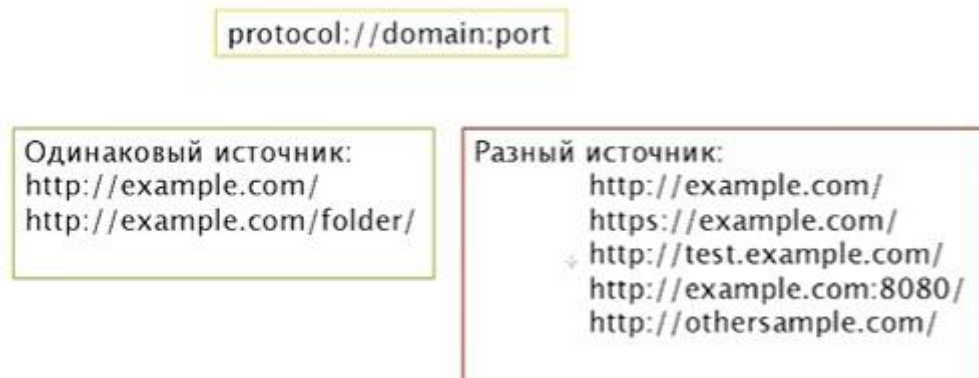 protocol://domain:port
Одинаковый источник:
http://example.com/
http://example.com/folder/
Разный источник:
http://example.com/
https://example.com/
http://test.example.com/
http://example.com:8080/
http://othersample.com/